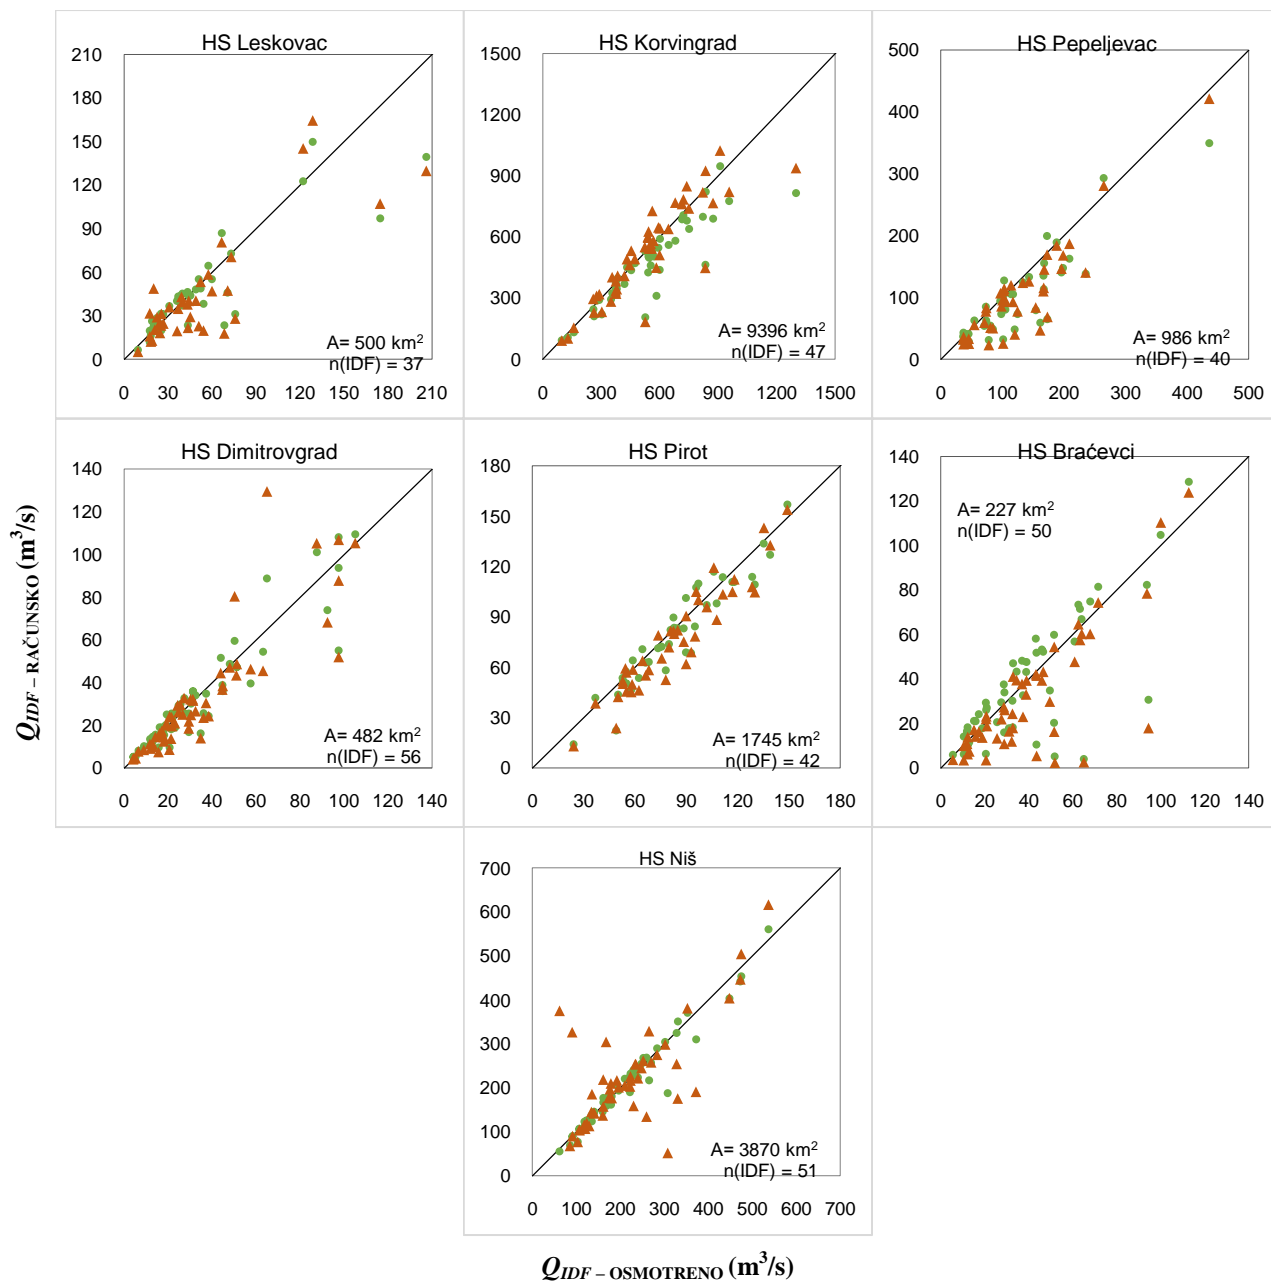 HS Leskovac
210
180
150
120
90
60
30
0
A= 500 km²
n(IDF) = 37
0 30 60 90 120 150 180 210
HS Korvingrad
1500
1200
900
600
300
0
A= 9396 km²
n(IDF) = 47
0 300 600 900 1200 1500
HS Pepeljevac
500
400
300
200
100
0
A= 986 km²
n(IDF) = 40
0 100 200 300 400 500
HS Dimitrovgrad
140
120
100
80
60
40
20
0
A= 482 km²
n(IDF) = 56
0 20 40 60 80 100 120 140
HS Pirot
180
150
120
90
60
30
0
A= 1745 km²
n(IDF) = 42
0 30 60 90 120 150 180
HS Braćevci
140
120
100
80
60
40
20
0
A= 227 km²
n(IDF) = 50
0 20 40 60 80 100 120 140
HS Niš
700
600
500
400
300
200
100
0
A= 3870 km²
n(IDF) = 51
0 100 200 300 400 500 600 700
Q_IDF – RAČUNSKO (m³/s)
Q_IDF – OSMOTRENO (m³/s)